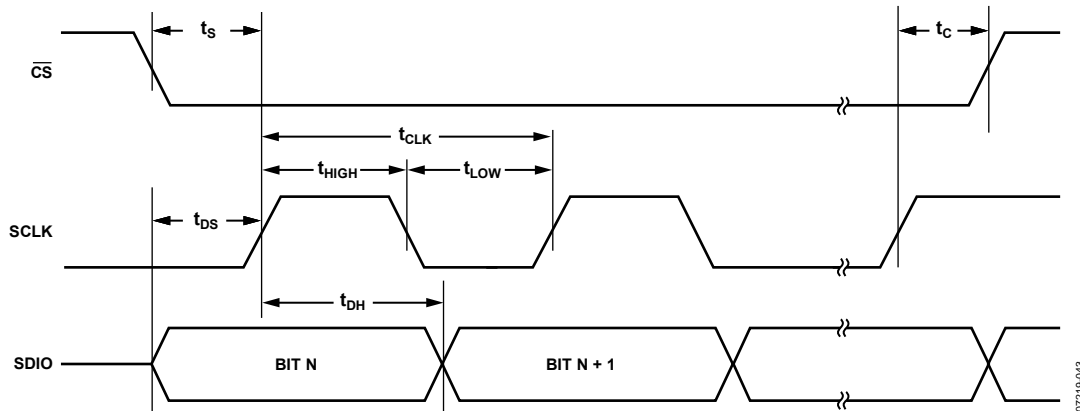 tS
tC
CS
tCLK
tHIGH
tLOW
tDS
SCLK
tDH
SDIO
BIT N
BIT N + 1
07219-043